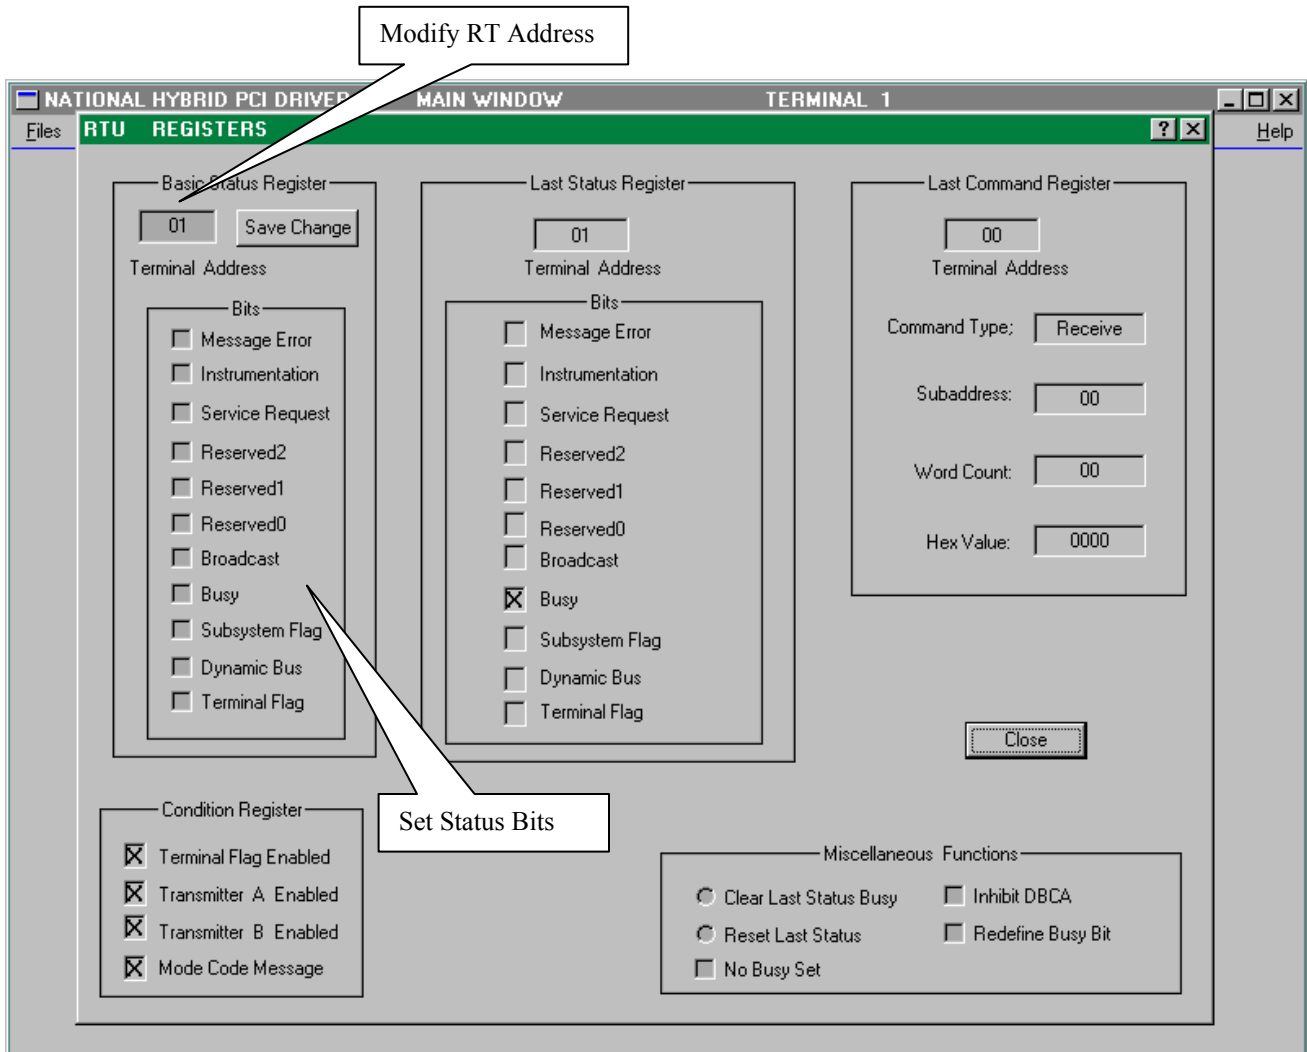 Modify RT Address
NATIONAL HYBRID PCI DRIVER MAIN WINDOW TERMINAL 1
Files
RTU REGISTERS
Help
Basic Status Register
01
Save Change
Terminal Address
Bits
Message Error
Instrumentation
Service Request
Reserved2
Reserved1
Reserved0
Broadcast
Busy
Subsystem Flag
Dynamic Bus
Terminal Flag
Last Status Register
01
Terminal Address
Bits
Message Error
Instrumentation
Service Request
Reserved2
Reserved1
Reserved0
Broadcast
Busy
Subsystem Flag
Dynamic Bus
Terminal Flag
Last Command Register
00
Terminal Address
Command Type; Receive
Subaddress: 00
Word Count: 00
Hex Value: 0000
Close
Set Status Bits
Condition Register
Terminal Flag Enabled
Transmitter A Enabled
Transmitter B Enabled
Mode Code Message
Miscellaneous Functions
Clear Last Status Busy
Reset Last Status
No Busy Set
Inhibit DBCA
Redefine Busy Bit